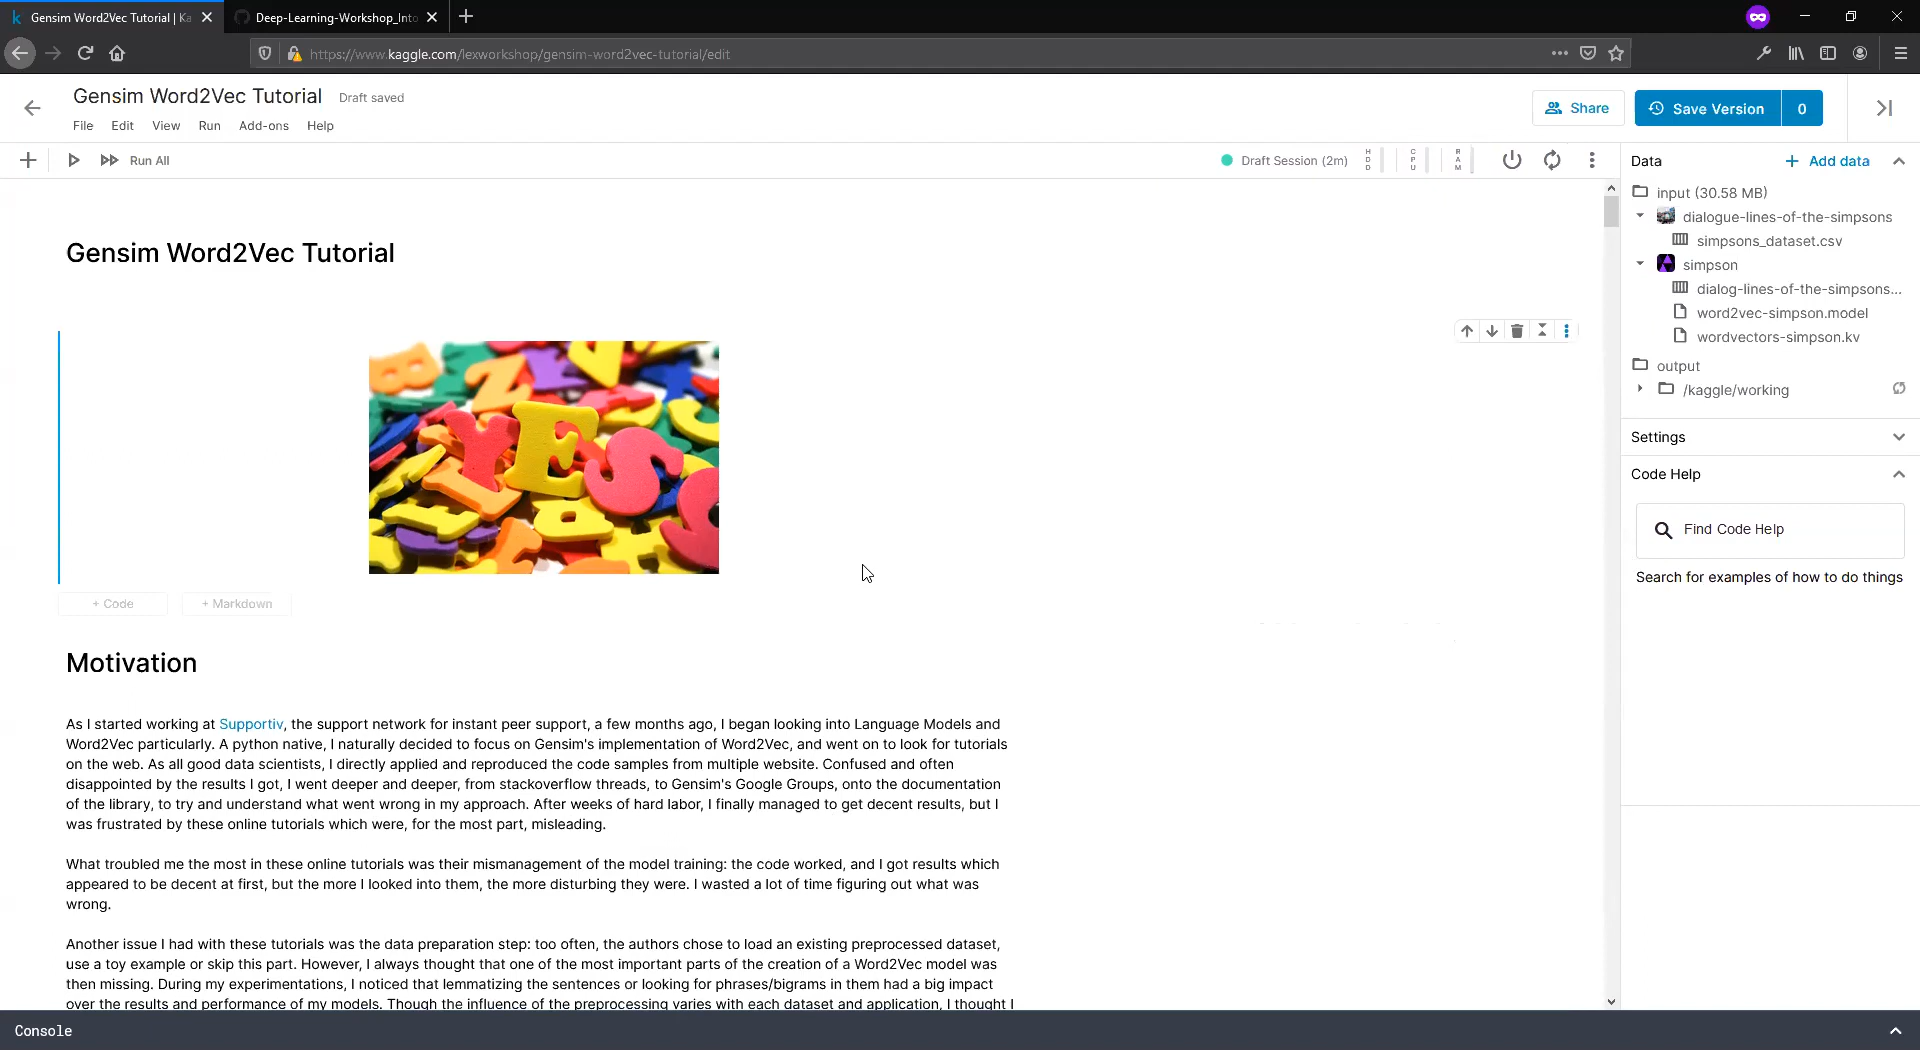 Gensim Word2Vec Tutorial | Ka
Deep-Learning-Workshop_Into
https://www.kaggle.com/lexworkshop/gensim-word2vec-tutorial/edit
Gensim Word2Vec Tutorial Draft saved
File Edit View Run Add-ons Help
Share
Save Version 0
Run All
Draft Session (2m) HDD CPU RAM
Gensim Word2Vec Tutorial
YES
+ Code + Markdown
Motivation
As I started working at Supportiv, the support network for instant peer support, a few months ago, I began looking into Language Models and
Word2Vec particularly. A python native, I naturally decided to focus on Gensim's implementation of Word2Vec, and went on to look for tutorials
on the web. As all good data scientists, I directly applied and reproduced the code samples from multiple website. Confused and often
disappointed by the results I got, I went deeper and deeper, from stackoverflow threads, to Gensim's Google Groups, onto the documentation
of the library, to try and understand what went wrong in my approach. After weeks of hard labor, I finally managed to get decent results, but I
was frustrated by these online tutorials which were, for the most part, misleading.
What troubled me the most in these online tutorials was their mismanagement of the model training: the code worked, and I got results which
appeared to be decent at first, but the more I looked into them, the more disturbing they were. I wasted a lot of time figuring out what was
wrong.
Another issue I had with these tutorials was the data preparation step: too often, the authors chose to load an existing preprocessed dataset,
use a toy example or skip this part. However, I always thought that one of the most important parts of the creation of a Word2Vec model was
then missing. During my experimentations, I noticed that lemmatizing the sentences or looking for phrases/bigrams in them had a big impact
over the results and performance of my models. Though the influence of the preprocessing varies with each dataset and application, I thought I
Data
+ Add data
input (30.58 MB)
dialogue-lines-of-the-simpsons
simpsons_dataset.csv
simpson
dialog-lines-of-the-simpsons...
word2vec-simpson.model
wordvectors-simpson.kv
output
/kaggle/working
Settings
Code Help
Find Code Help
Search for examples of how to do things
Console